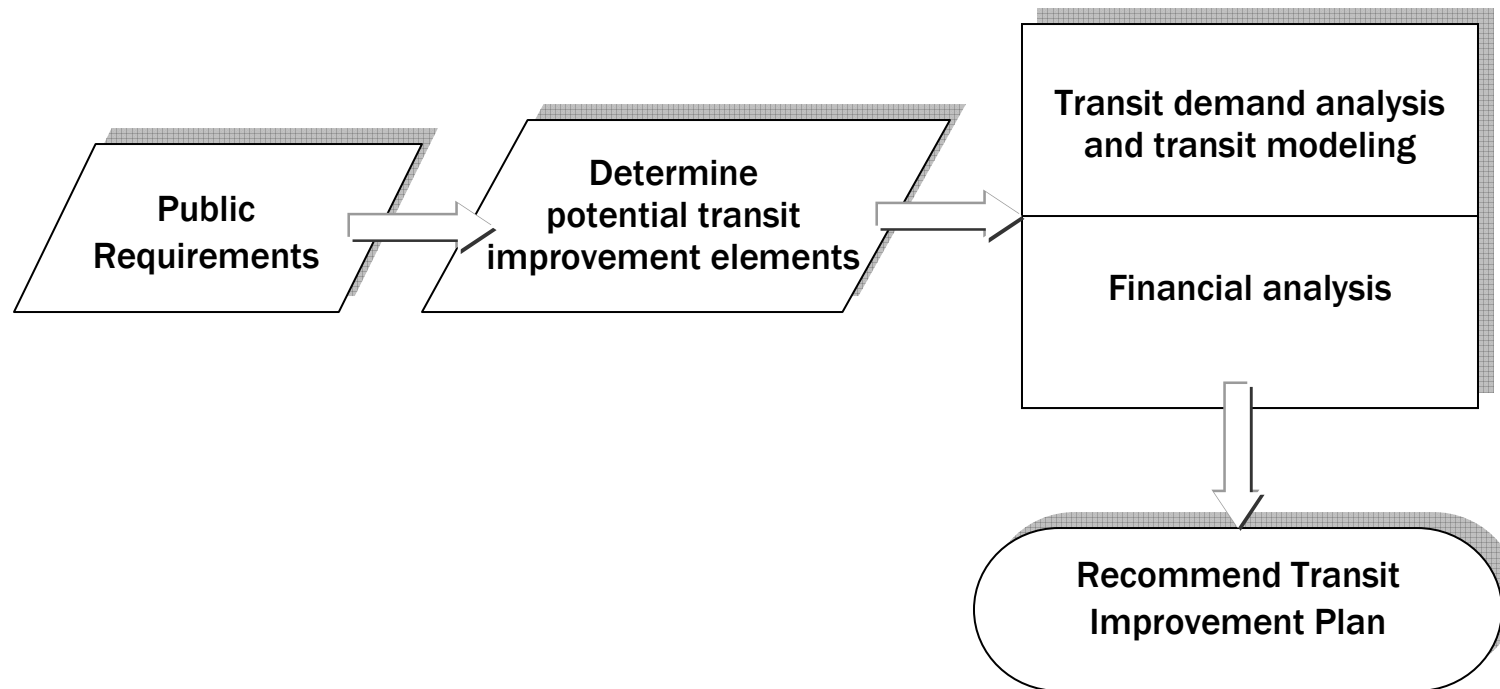 Public
Requirements
Determine
potential transit
improvement elements
Transit demand analysis
and transit modeling
Financial analysis
Recommend Transit
Improvement Plan